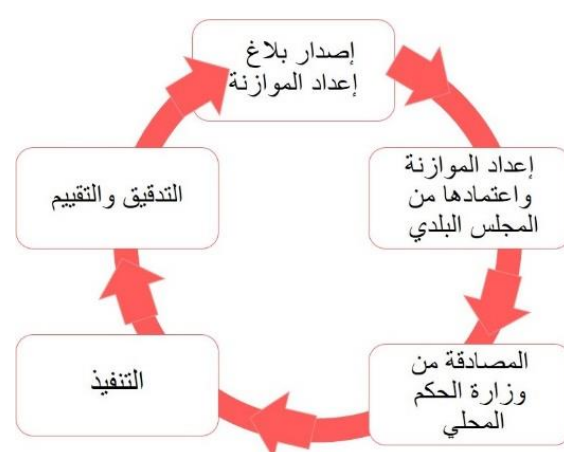 إصدار بلاغ
إعداد الموازنة
إعداد الموازنة
واعتمادها من
المجلس البلدي
المصادقة من
وزارة الحكم
المحلي
التنفيذ
التدقيق والتقييم